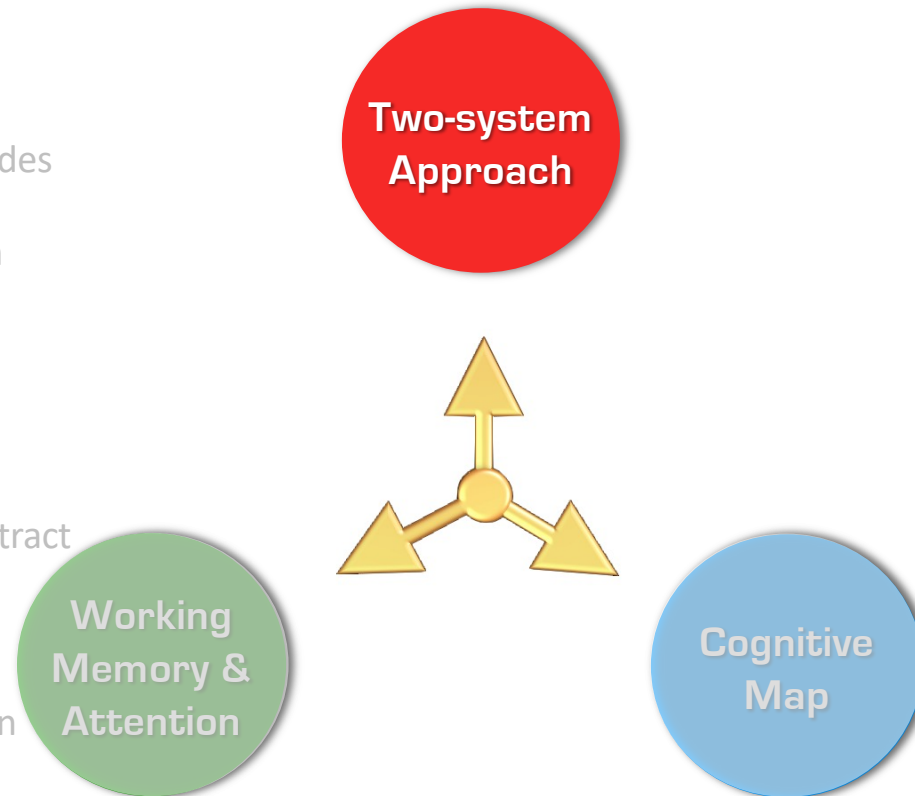 Two-system
Approach
des
tract
Working
Memory &
Attention
n
Cognitive
Map